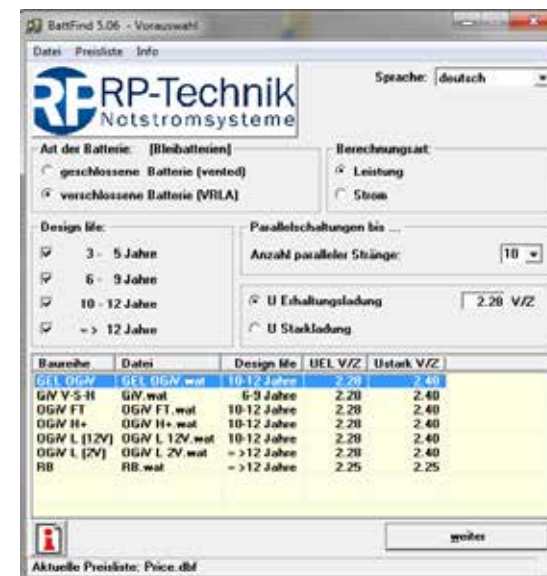 BattFind 5.06 - Vorauswahl
Datei Preisliste Info
RP RP-Technik
Notstromsysteme
Sprache: deutsch
Art der Batterie: [Bleibatterien]
geschlossene Batterie (vented)
verschlossene Batterie (VRLA)
Berechnungsart:
Leistung
Strom
Design life:
3 - 5 Jahre
6 - 9 Jahre
10 - 12 Jahre
=> 12 Jahre
Parallelschaltungen bis ...
Anzahl paralleler Stränge: 10
U Erhaltungsladung 2.28 V/Z
U Starkladung
Baureihe Datei Design life UEL V/Z Ustark V/Z
GEL OGiV GEL OGiV.wat 10-12 Jahre 2.28 2.40
GiV V-S-H GiV.wat 6-9 Jahre 2.28 2.40
OGiV FT OGiV FT.wat 10-12 Jahre 2.28 2.40
OGiV H+ OGiV H+.wat 10-12 Jahre 2.28 2.40
OGiV L (12V) OGiV L 12V.wat 10-12 Jahre 2.28 2.40
OGiV L (2V) OGiV L 2V.wat =>12 Jahre 2.28 2.40
RB RB.wat =>12 Jahre 2.25 2.25
weiter
Aktuelle Preisliste: Price.dbf